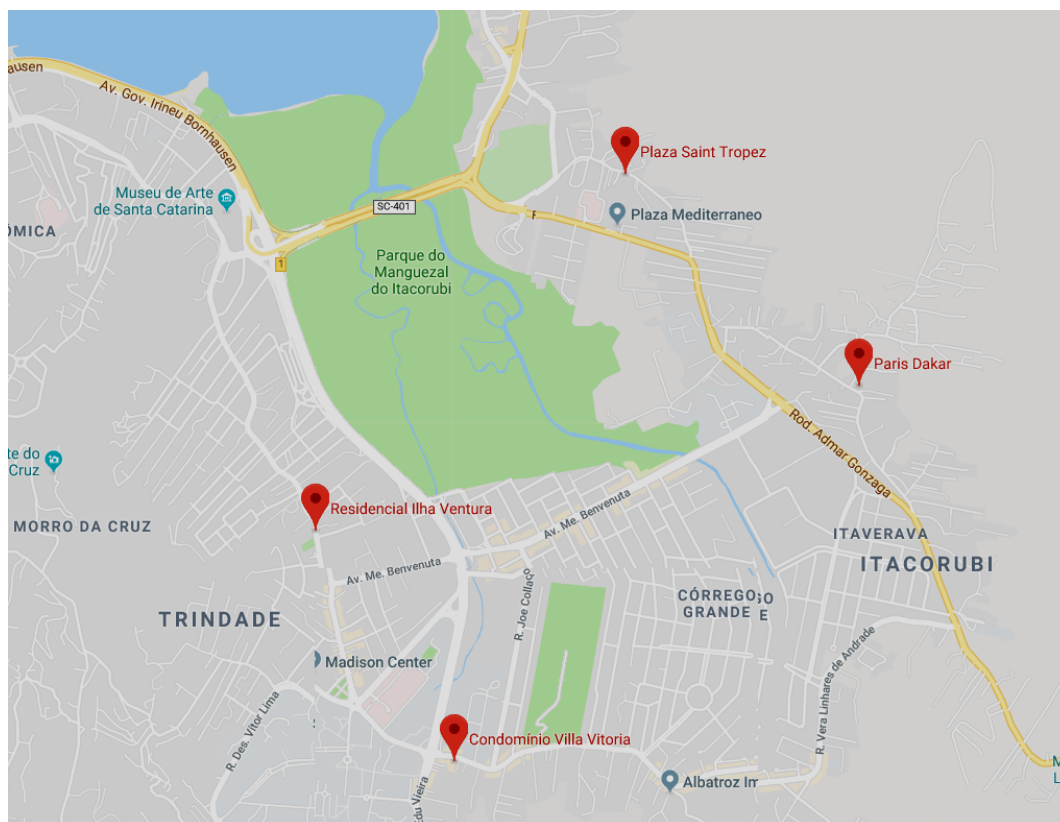 ausen
Av. Gov. Irineu Bornhausen
Plaza Saint Tropez
Museu de Arte
de Santa Catarina
SC-401
Plaza Mediterraneo
ÔMICA
Parque do
Manguezal
do Itacorubi
1
Paris Dakar
Rod. Admar Gonzaga
te do
Cruz
Residencial Ilha Ventura
Av. Me. Benvenuta
MORRO DA CRUZ
ITAVERAVA
ITACORUBI
Av. Me. Benvenuta
R. Joe Collaço
CÓRREGO
GRANDE
TRINDADE
Madison Center
R. Vera Linhares de Andrade
R. Des. Vitor Lima
Condomínio Villa Vitoria
Edu Vieira
Albatroz Im